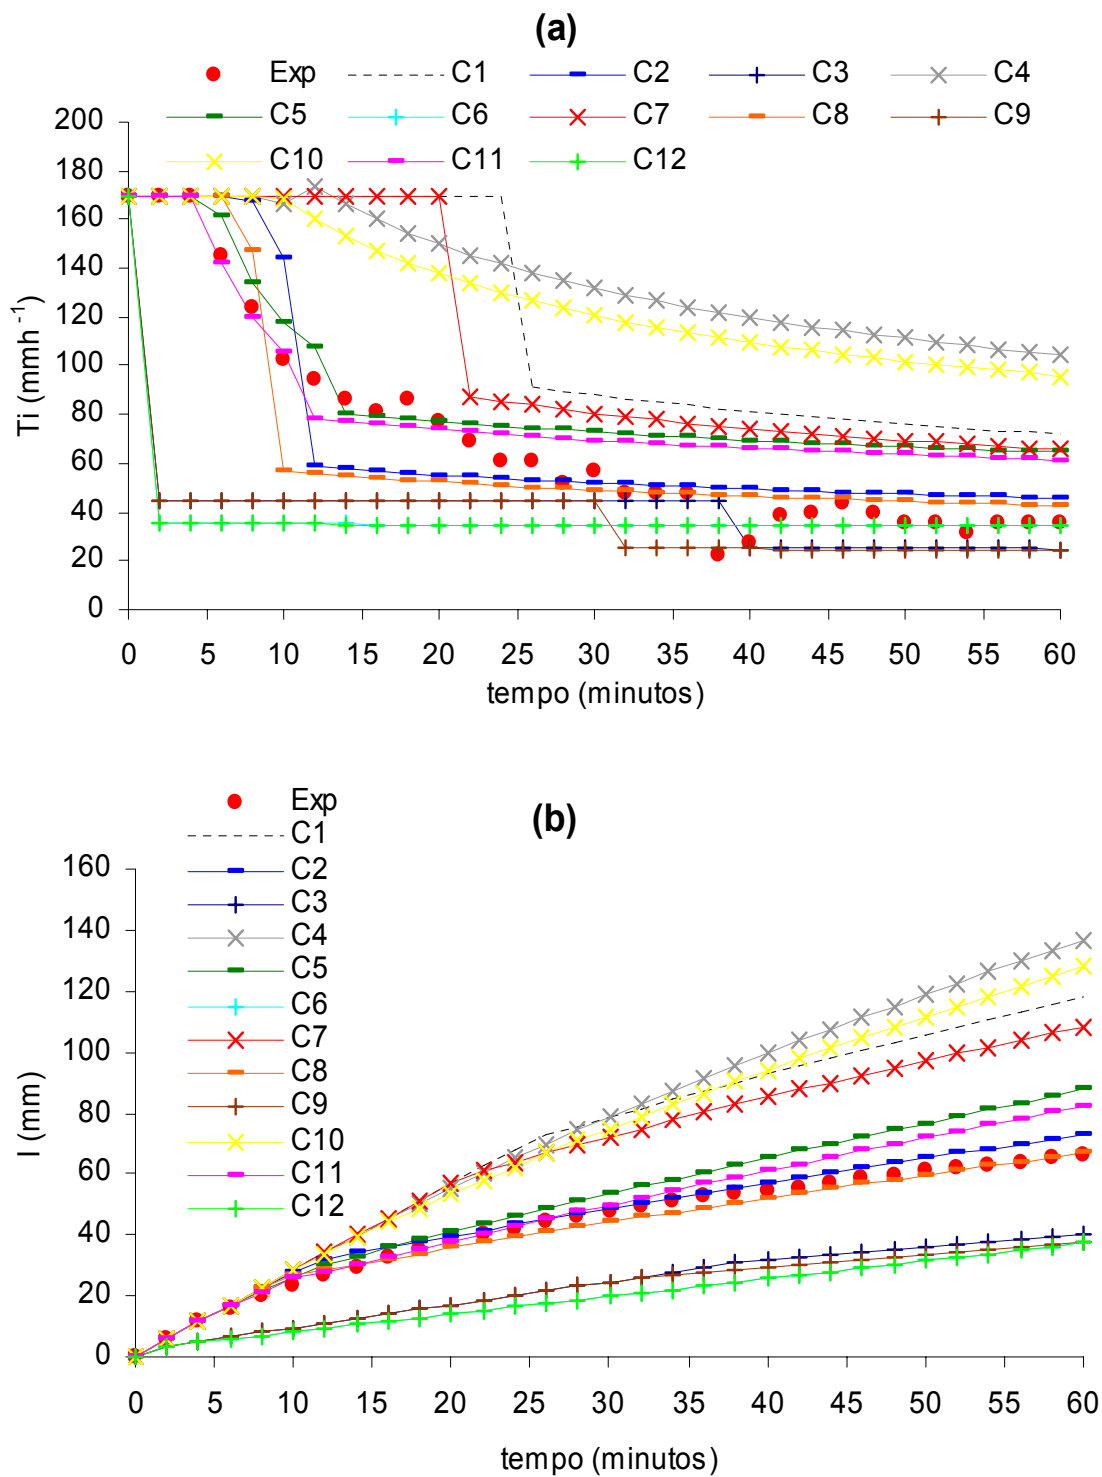 (a)
Exp C1 C2 C3 C4
C5 C6 C7 C8 C9
C10 C11 C12
Ti (mmh⁻¹)
200
180
160
140
120
100
80
60
40
20
0
0 5 10 15 20 25 30 35 40 45 50 55 60
tempo (minutos)
(b)
Exp
C1
C2
C3
C4
C5
C6
C7
C8
C9
C10
C11
C12
I (mm)
160
140
120
100
80
60
40
20
0
0 5 10 15 20 25 30 35 40 45 50 55 60
tempo (minutos)